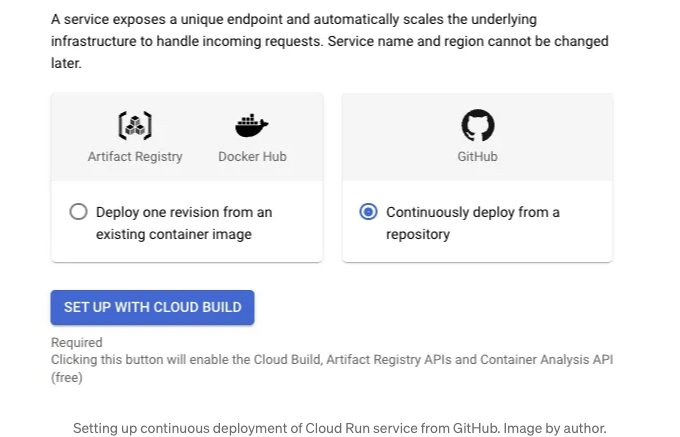 A service exposes a unique endpoint and automatically scales the underlying
infrastructure to handle incoming requests. Service name and region cannot be changed
later.
Artifact Registry
Docker Hub
Deploy one revision from an
existing container image
GitHub
Continuously deploy from a
repository
SET UP WITH CLOUD BUILD
Required
Clicking this button will enable the Cloud Build, Artifact Registry APIs and Container Analysis API
(free)
Setting up continuous deployment of Cloud Run service from GitHub. Image by author.